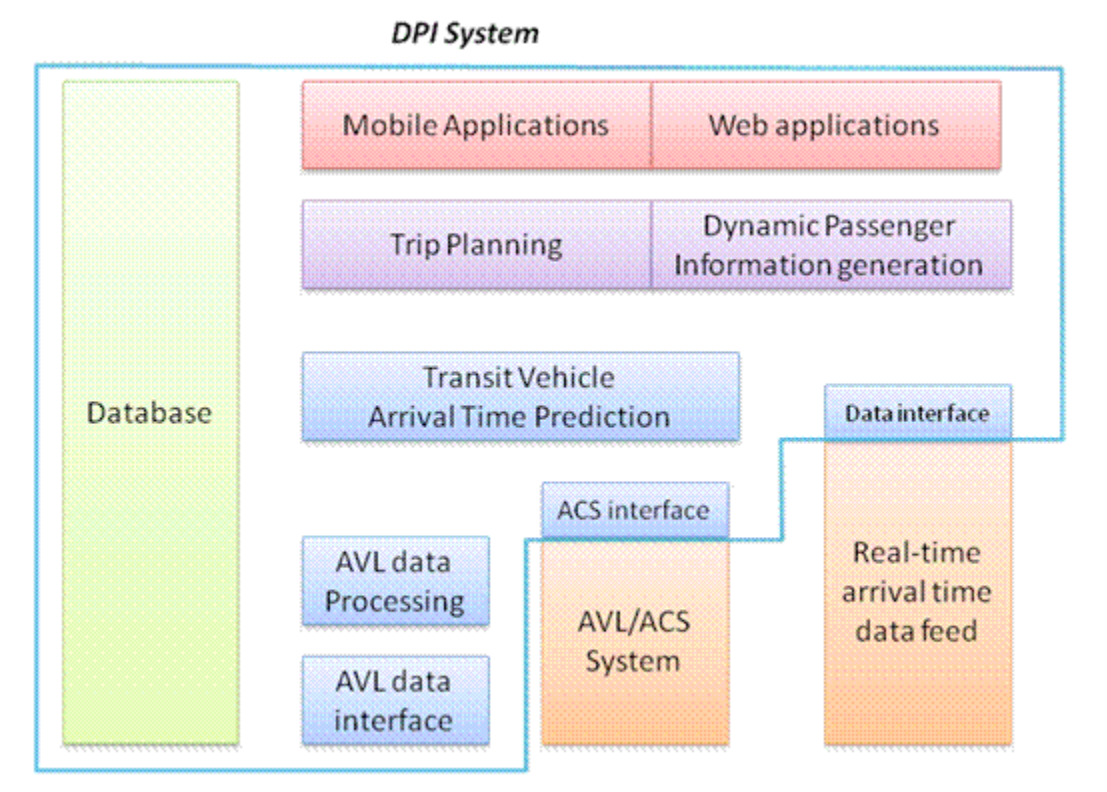 DPI System
Mobile Applications
Web applications
Trip Planning
Dynamic Passenger
Information generation
Database
Transit Vehicle
Arrival Time Prediction
Data interface
ACS interface
AVL data
Processing
AVL/ACS
System
Real-time
arrival time
data feed
AVL data
interface